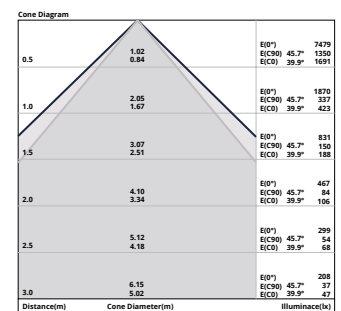 Cone Diagram
E(0°) 7479
1.02 E(C90) 45.7° 1350
0.5 0.84 E(C0) 39.9° 1691
E(0°) 1870
2.05 E(C90) 45.7° 337
1.0 1.67 E(C0) 39.9° 423
E(0°) 831
3.07 E(C90) 45.7° 150
1.5 2.51 E(C0) 39.9° 188
E(0°) 467
4.10 E(C90) 45.7° 84
2.0 3.34 E(C0) 39.9° 106
E(0°) 299
5.12 E(C90) 45.7° 54
2.5 4.18 E(C0) 39.9° 68
E(0°) 208
6.15 E(C90) 45.7° 37
3.0 5.02 E(C0) 39.9° 47
Distance(m) Cone Diameter(m) Illuminace(lx)